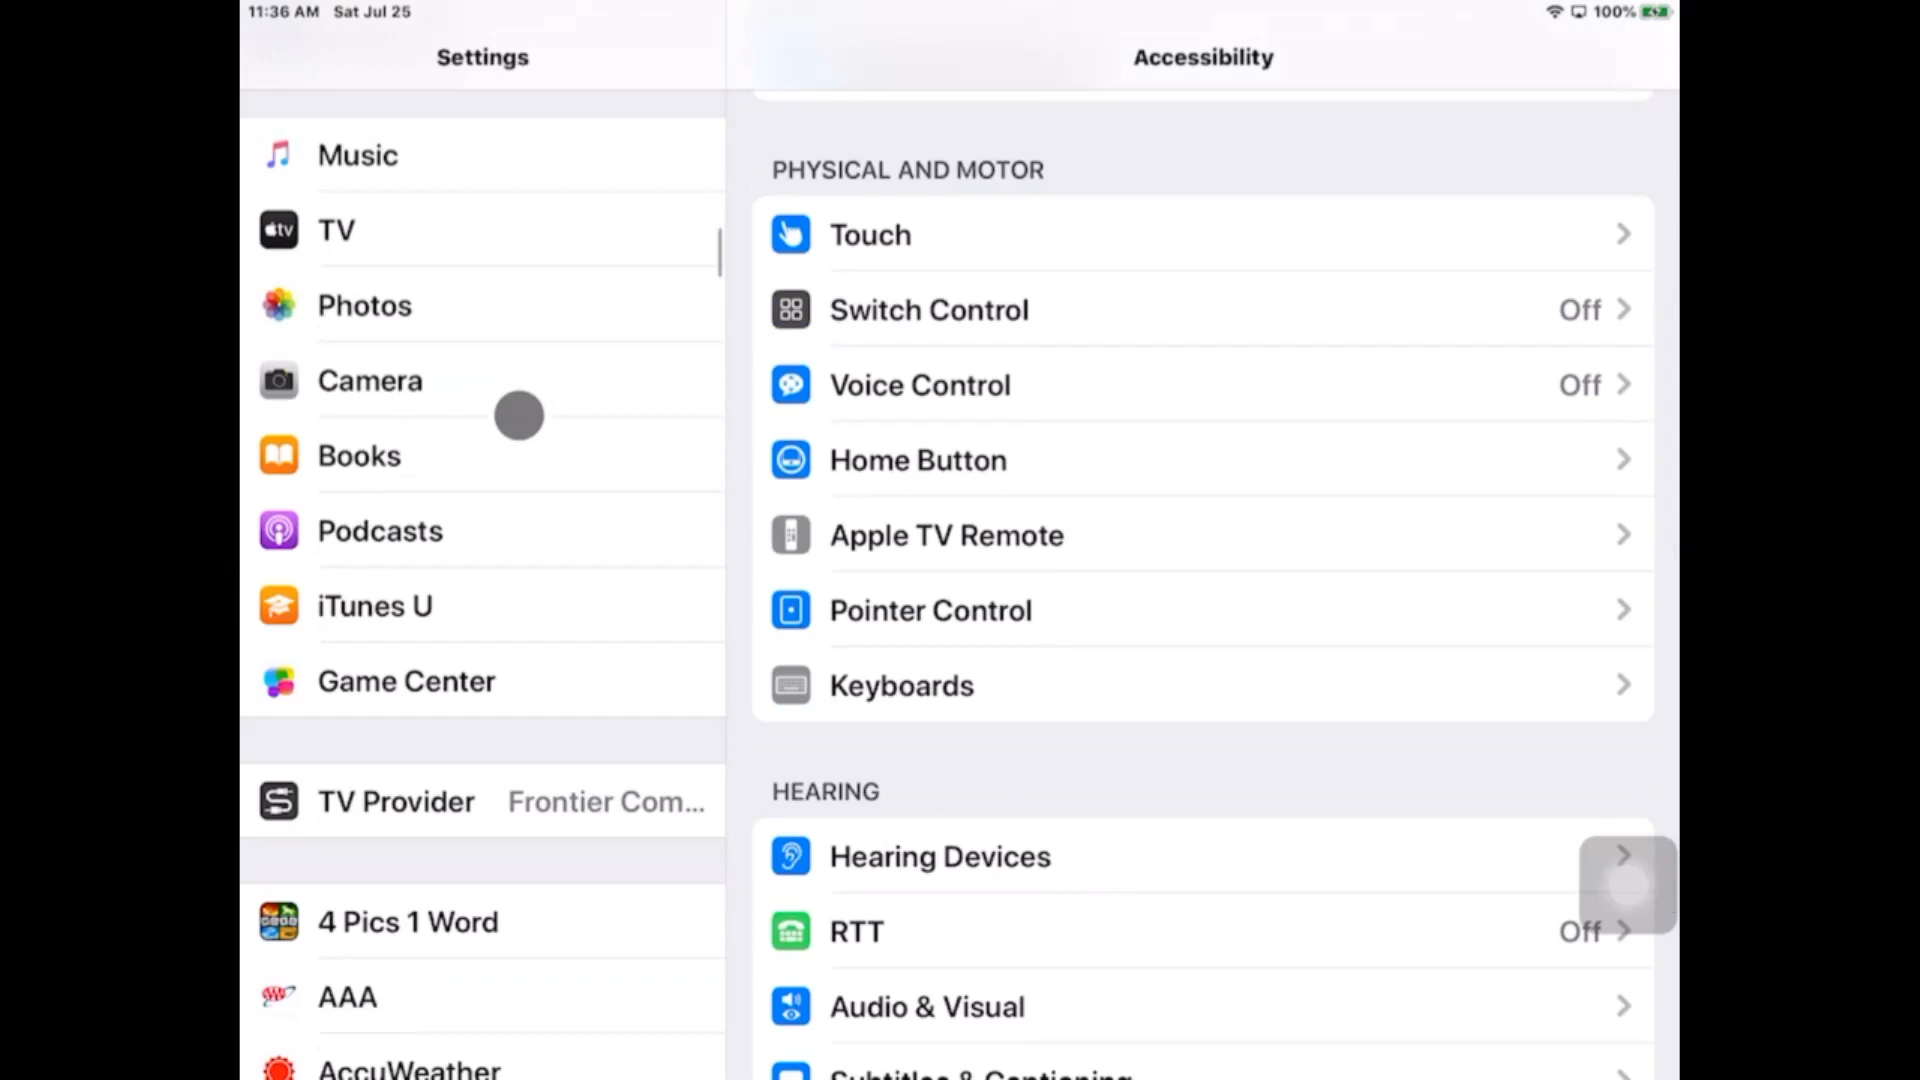 11:36 AM Sat Jul 25
100%
Settings
Music
TV
Photos
Camera
Books
Podcasts
iTunes U
Game Center
TV Provider Frontier Com...
4 Pics 1 Word
AAA
AccuWeather
Accessibility
PHYSICAL AND MOTOR
Touch
Switch Control Off
Voice Control Off
Home Button
Apple TV Remote
Pointer Control
Keyboards
HEARING
Hearing Devices
RTT Off
Audio & Visual
Subtitles & Captioning